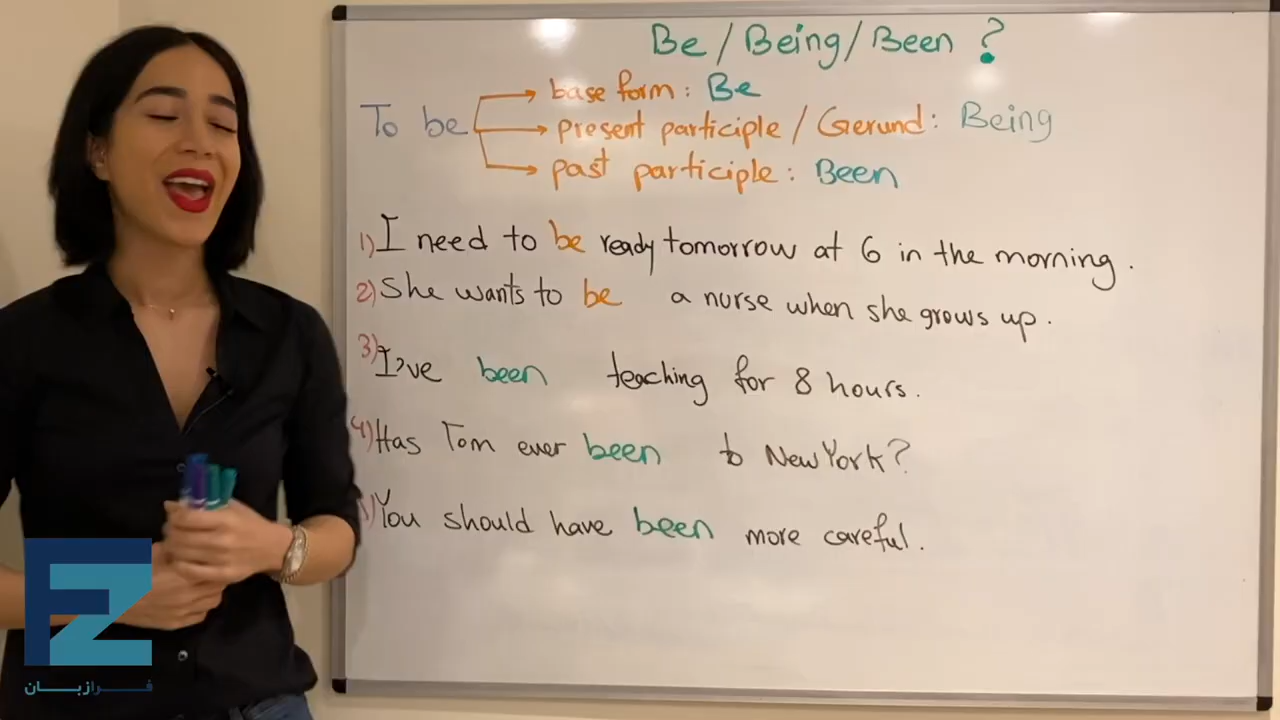 Be / Being / Been ?
To be
base form : Be
present participle / Gerund : Being
past participle : Been
1) I need to be ready tomorrow at 6 in the morning .
2) She wants to be a nurse when she grows up .
3) I've been teaching for 8 hours .
4) Has Tom ever been to New York ?
You should have been more careful .
FZ
فرازبان